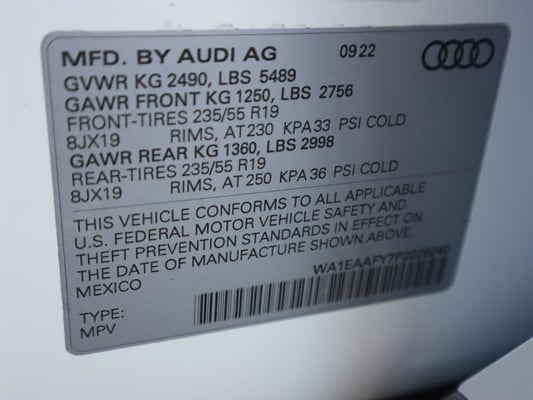 MFD. BY AUDI AG 09 22
GVWR KG 2490, LBS 5489
GAWR FRONT KG 1250, LBS 2756
FRONT-TIRES 235/55 R19
8JX19 RIMS, AT 230 KPA 33 PSI COLD
GAWR REAR KG 1360, LBS 2998
REAR-TIRES 235/55 R19
8JX19 RIMS, AT 250 KPA 36 PSI COLD
THIS VEHICLE CONFORMS TO ALL APPLICABLE
U.S. FEDERAL MOTOR VEHICLE SAFETY AND
THEFT PREVENTION STANDARDS IN EFFECT ON
THE DATE OF MANUFACTURE SHOWN ABOVE.
MEXICO
WA1EAAFY7P2026240
TYPE:
MPV